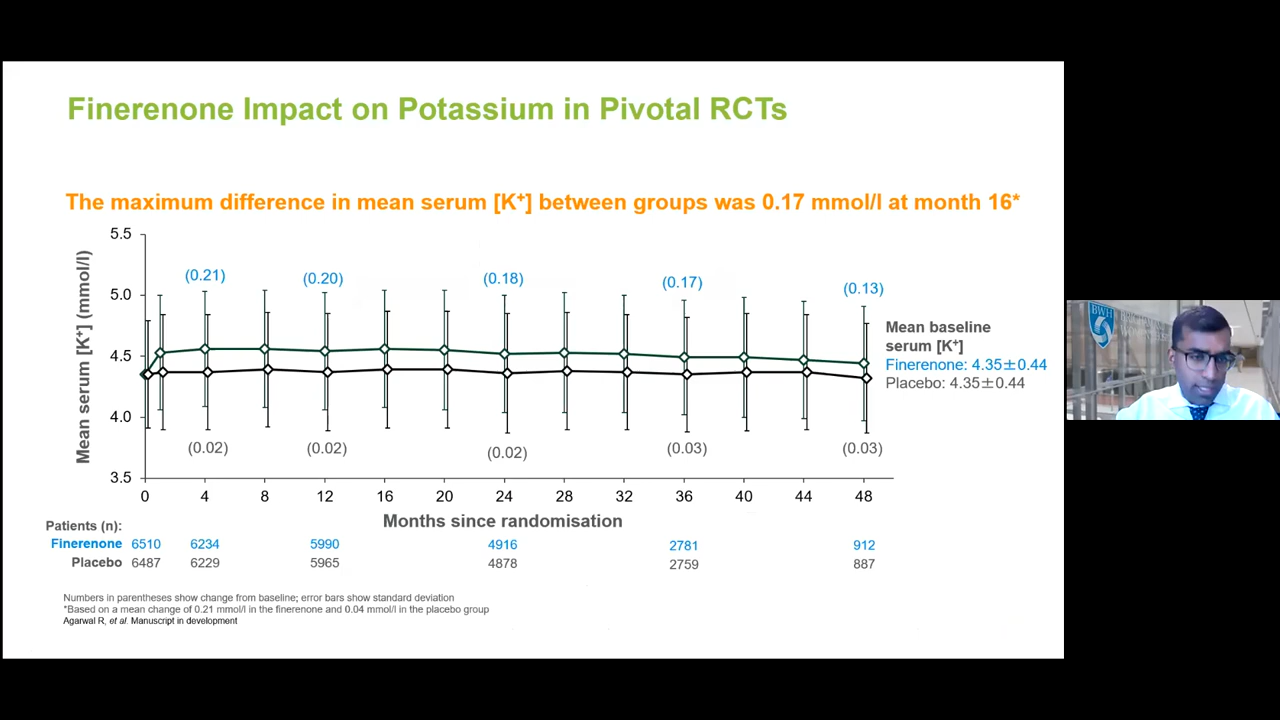 Finerenone Impact on Potassium in Pivotal RCTs
The maximum difference in mean serum [K+] between groups was 0.17 mmol/l at month 16*
Mean serum [K+] (mmol/l)
5.5
5.0
4.5
4.0
3.5
(0.21)
(0.20)
(0.18)
(0.17)
(0.13)
Mean baseline
serum [K+]
Finerenone: 4.35±0.44
Placebo: 4.35±0.44
(0.02)
(0.02)
(0.02)
(0.03)
(0.03)
0 4 8 12 16 20 24 28 32 36 40 44 48
Months since randomisation
Patients (n):
Finerenone 6510 6234 5990 4916 2781 912
Placebo 6487 6229 5965 4878 2759 887
Numbers in parentheses show change from baseline; error bars show standard deviation
*Based on a mean change of 0.21 mmol/l in the finerenone and 0.04 mmol/l in the placebo group
Agarwal R, et al. Manuscript in development
BWH